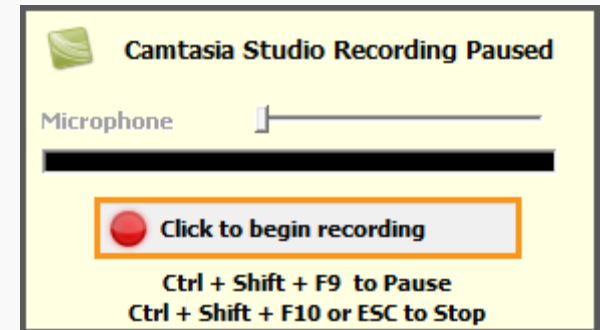 Camtasia Studio Recording Paused
Microphone
Click to begin recording
Ctrl + Shift + F9 to Pause
Ctrl + Shift + F10 or ESC to Stop